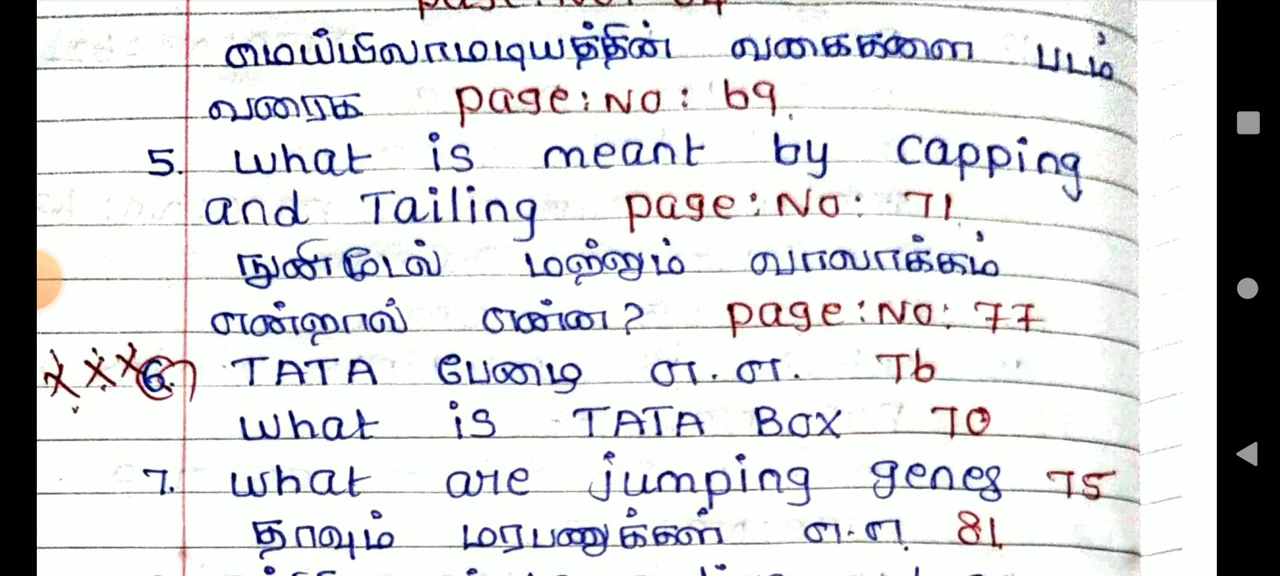 மெய்யிலாமடியத்தின் வகைகளை படம்
வரைக page: No: 69.
5. What is meant by Capping
and Tailing page: No: 71
மற்றும் வாலாக்கம்
என்றால் என்ன? page: No: 77
6. TATA பேழை எ.எ. 76
What is TATA BOX 70
7. What are jumping genes 75
தாவும் மரபணுக்கள் எ.எ. 81